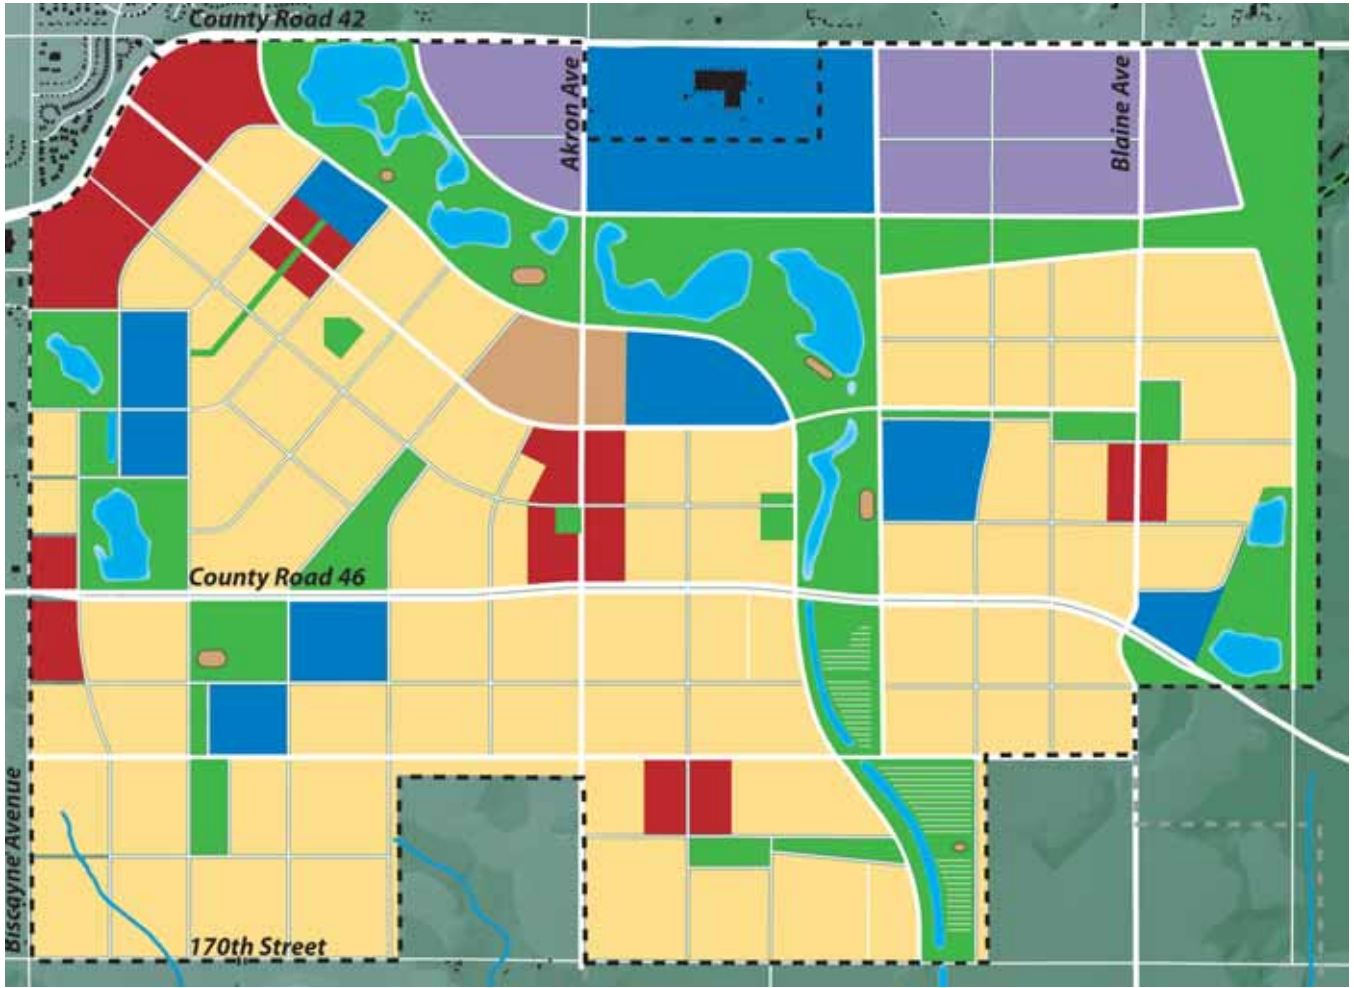 County Road 42
Akron Ave
Blaine Ave
County Road 46
Biscayne Avenue
170th Street